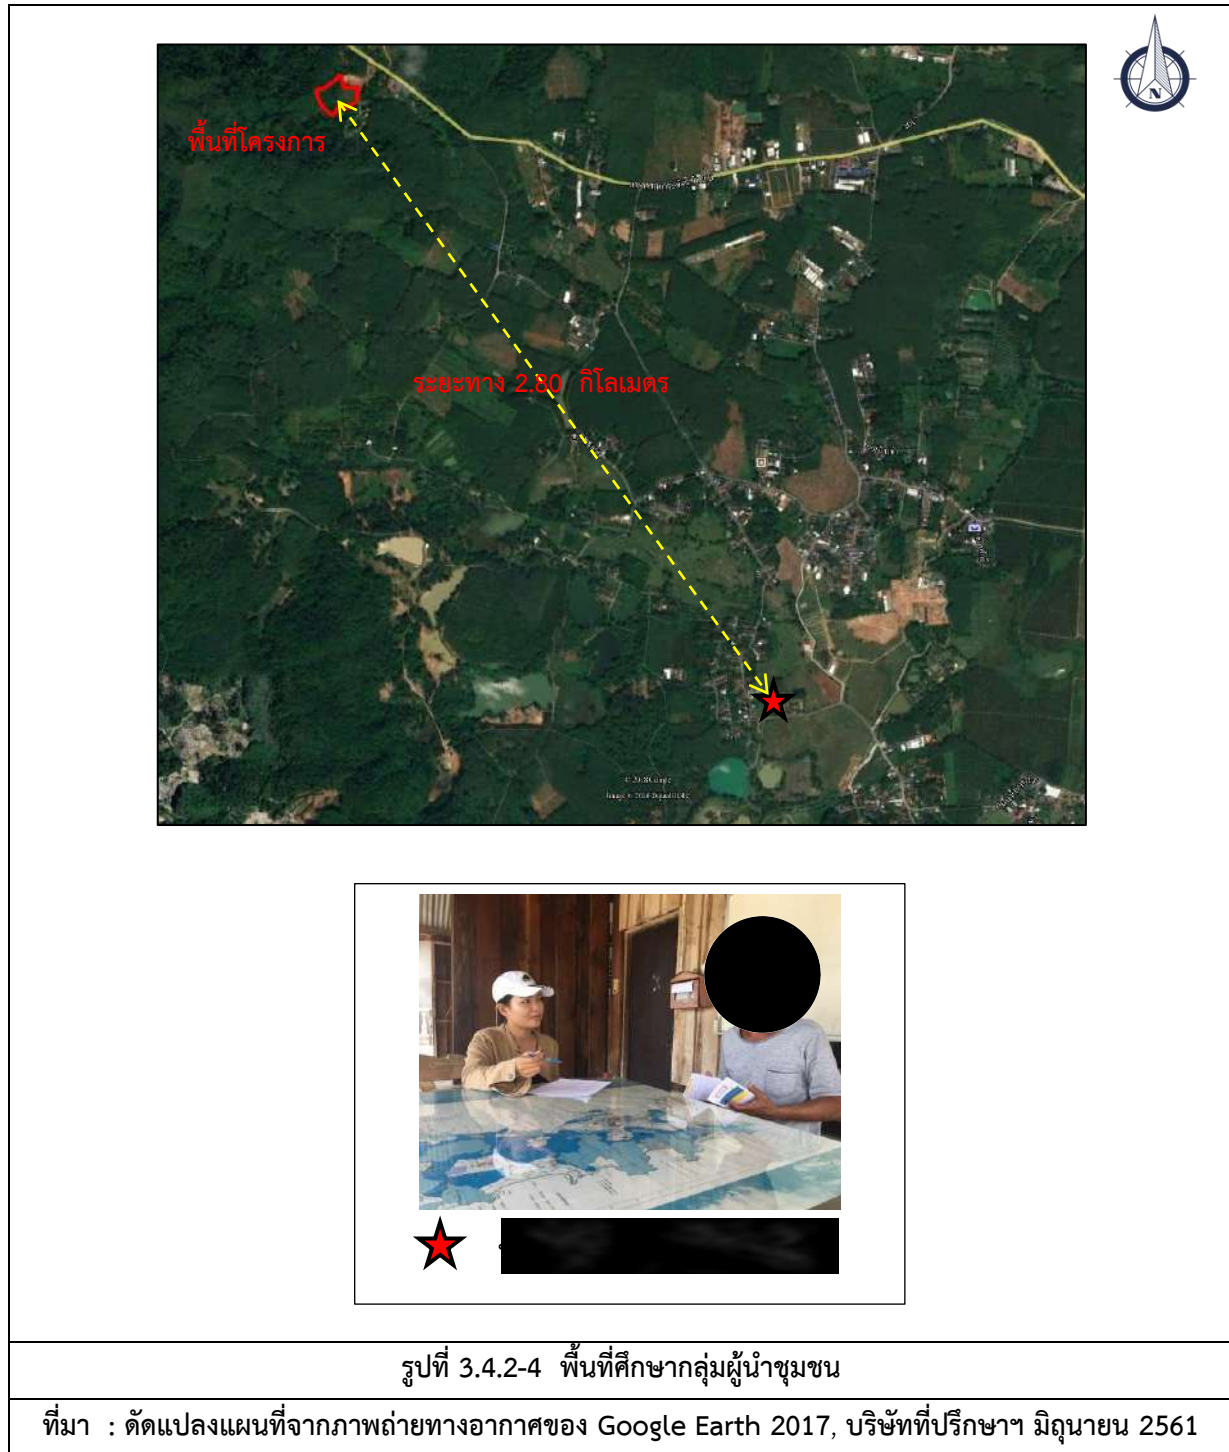 N
พื้นที่โครงการ
ระยะทาง 2.80 กิโลเมตร
รูปที่ 3.4.2-4 พื้นที่ศึกษากลุ่มผู้นำชุมชน
ที่มา : ดัดแปลงแผนที่จากภาพถ่ายทางอากาศของ Google Earth 2017, บริษัทที่ปรึกษาฯ มิถุนายน 2561